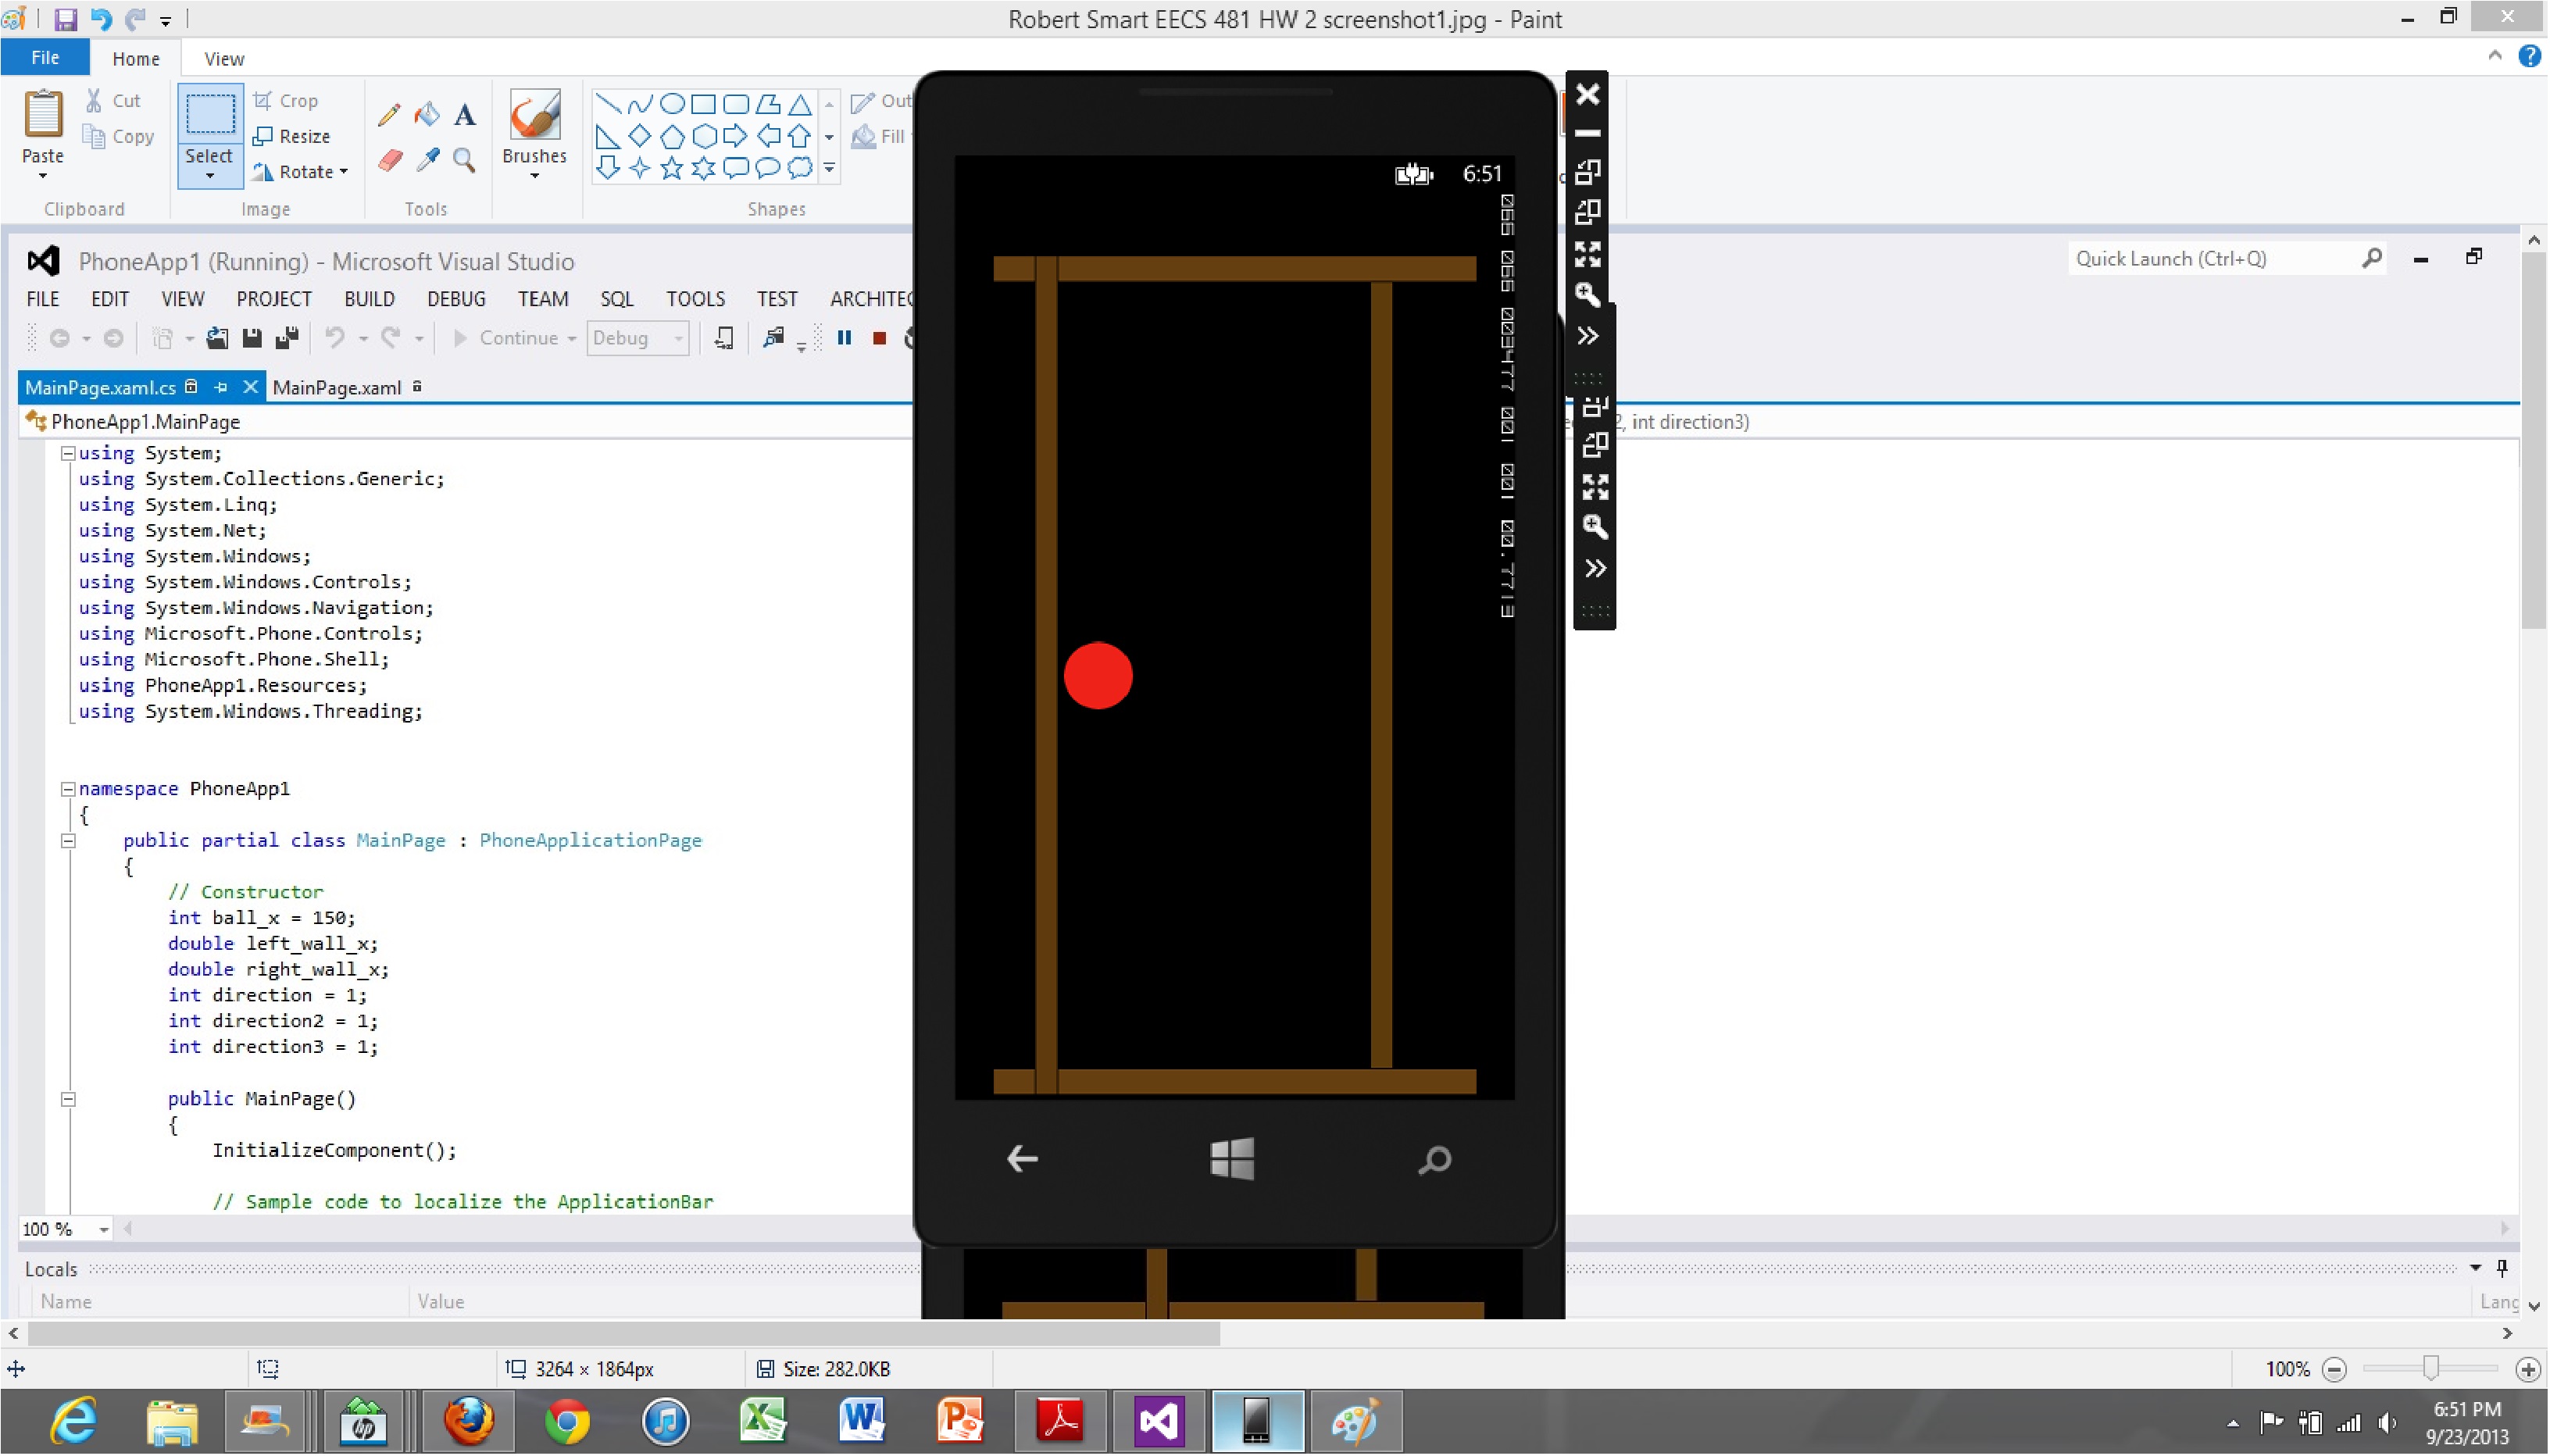 Robert Smart EECS 481 HW 2 screenshot1.jpg - Paint
File Home View
Paste Cut Copy
Select Crop Resize Rotate
Brushes
Out
Fill
Clipboard Image Tools Shapes
6:51
PhoneApp1 (Running) - Microsoft Visual Studio
Quick Launch (Ctrl+Q)
FILE EDIT VIEW PROJECT BUILD DEBUG TEAM SQL TOOLS TEST ARCHITEC
Continue Debug
MainPage.xaml.cs MainPage.xaml
PhoneApp1.MainPage
2, int direction3)
using System;
using System.Collections.Generic;
using System.Linq;
using System.Net;
using System.Windows;
using System.Windows.Controls;
using System.Windows.Navigation;
using Microsoft.Phone.Controls;
using Microsoft.Phone.Shell;
using PhoneApp1.Resources;
using System.Windows.Threading;
namespace PhoneApp1
{
public partial class MainPage : PhoneApplicationPage
{
// Constructor
int ball_x = 150;
double left_wall_x;
double right_wall_x;
int direction = 1;
int direction2 = 1;
int direction3 = 1;
public MainPage()
{
InitializeComponent();
// Sample code to localize the ApplicationBar
100 %
Locals
Name Value Lang
3264 × 1864px Size: 282.0KB 100%
6:51 PM
9/23/2013